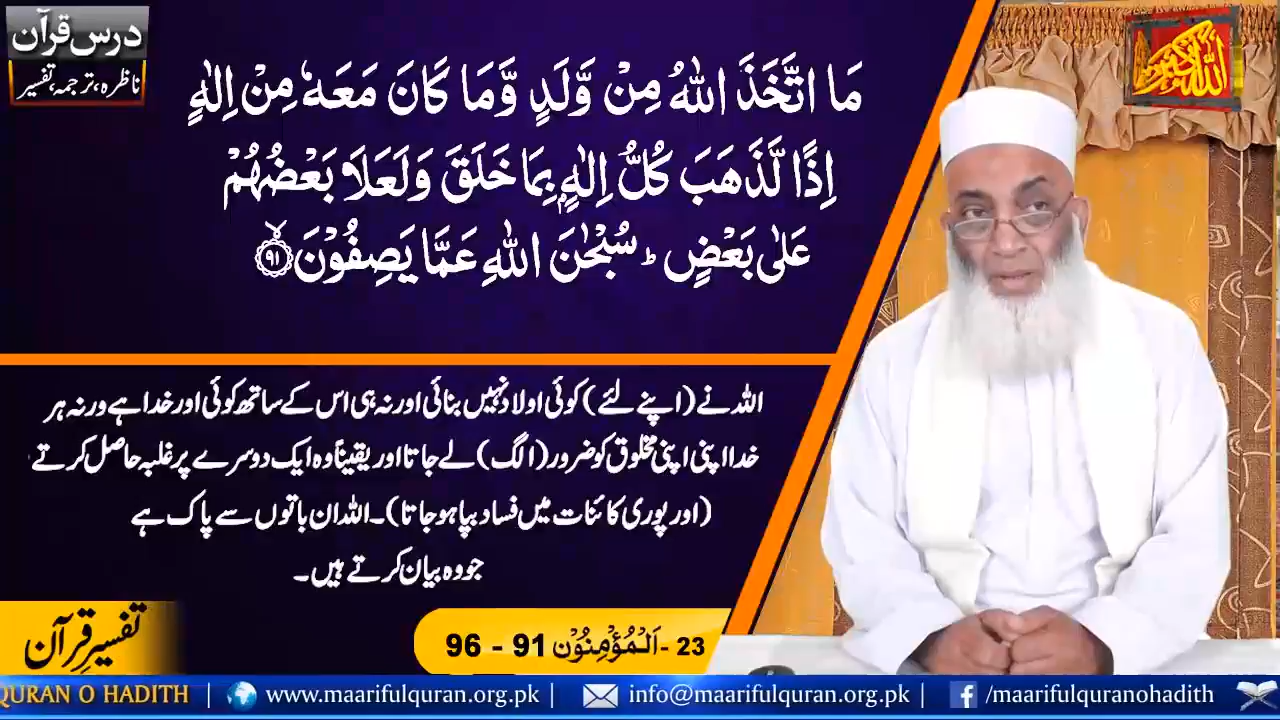 درس قرآن
ناظرہ، ترجمہ، تفسیر
اللہ اکبر
مَا اتَّخَذَ اللّٰهُ مِنْ وَّلَدٍ وَّمَا كَانَ مَعَهٗ مِنْ اِلٰهٍ
اِذًا لَّذَهَبَ كُلُّ اِلٰهٍۭ بِمَا خَلَقَ وَلَعَلَا بَعْضُهُمْ
عَلٰى بَعْضٍ ؕ سُبْحٰنَ اللّٰهِ عَمَّا يَصِفُوْنَ ۙ۹۱
اللہ نے (اپنے لئے) کوئی اولاد نہیں بنائی اور نہ ہی اس کے ساتھ کوئی اور خدا ہے ورنہ ہر
خدا اپنی اپنی مخلوق کو ضرور (الگ) لے جاتا اور یقیناً وہ ایک دوسرے پر غلبہ حاصل کرتے
(اور پوری کائنات میں فساد بپا ہو جاتا)۔ اللہ ان باتوں سے پاک ہے
جو وہ بیان کرتے ہیں۔
تفسیرِ قرآن
23 - اَلْمُؤْمِنُوْن 91 - 96
QURAN O HADITH | www.maarifulquran.org.pk | info@maarifulquran.org.pk | /maarifulquranohadith